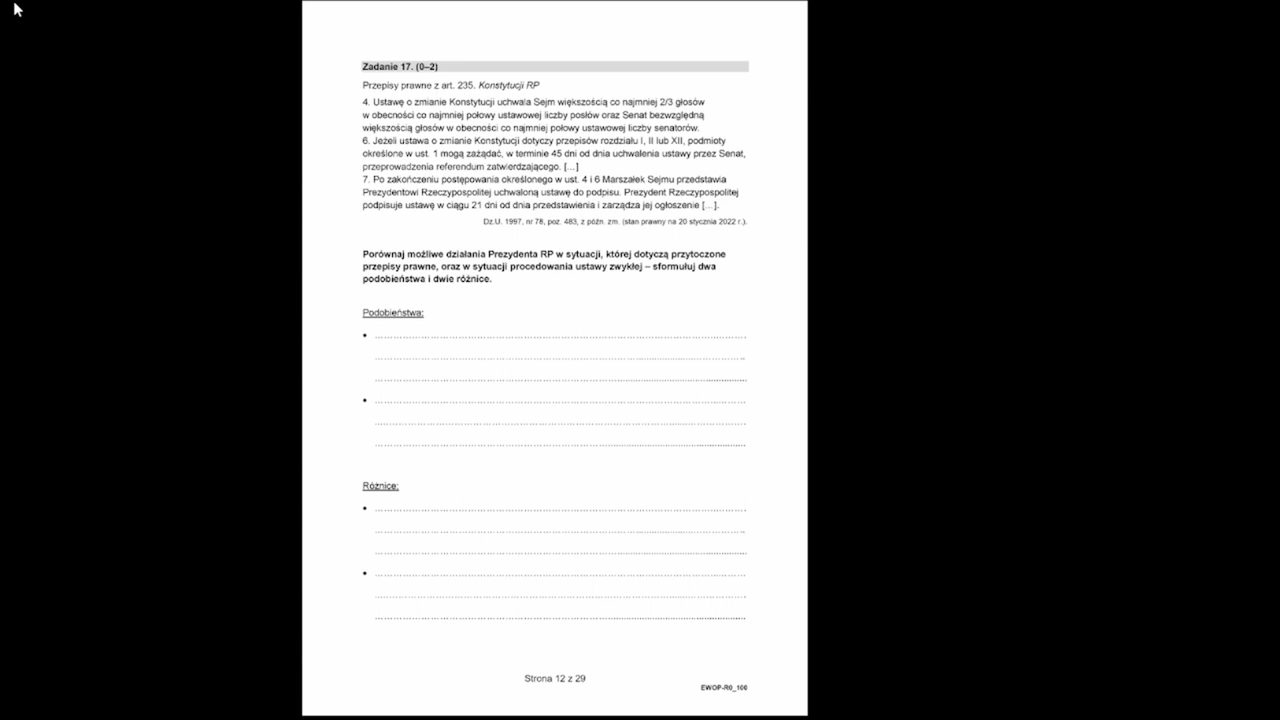 Zadanie 17. (0–2)
Przepisy prawne z art. 235. Konstytucji RP
4. Ustawę o zmianie Konstytucji uchwala Sejm większością co najmniej 2/3 głosów
w obecności co najmniej połowy ustawowej liczby posłów oraz Senat bezwzględną
większością głosów w obecności co najmniej połowy ustawowej liczby senatorów.
6. Jeżeli ustawa o zmianie Konstytucji dotyczy przepisów rozdziału I, II lub XII, podmioty
określone w ust. 1 mogą zażądać, w terminie 45 dni od dnia uchwalenia ustawy przez Senat,
przeprowadzenia referendum zatwierdzającego. [...]
7. Po zakończeniu postępowania określonego w ust. 4 i 6 Marszałek Sejmu przedstawia
Prezydentowi Rzeczypospolitej uchwaloną ustawę do podpisu. Prezydent Rzeczypospolitej
podpisuje ustawę w ciągu 21 dni od dnia przedstawienia i zarządza jej ogłoszenie [...].
Dz.U. 1997, nr 78, poz. 483, z późn. zm. (stan prawny na 20 stycznia 2022 r.).
Porównaj możliwe działania Prezydenta RP w sytuacji, której dotyczą przytoczone
przepisy prawne, oraz w sytuacji procedowania ustawy zwykłej – sformułuj dwa
podobieństwa i dwie różnice.
Podobieństwa:
Różnice:
Strona 12 z 29
EWOP-R0_100